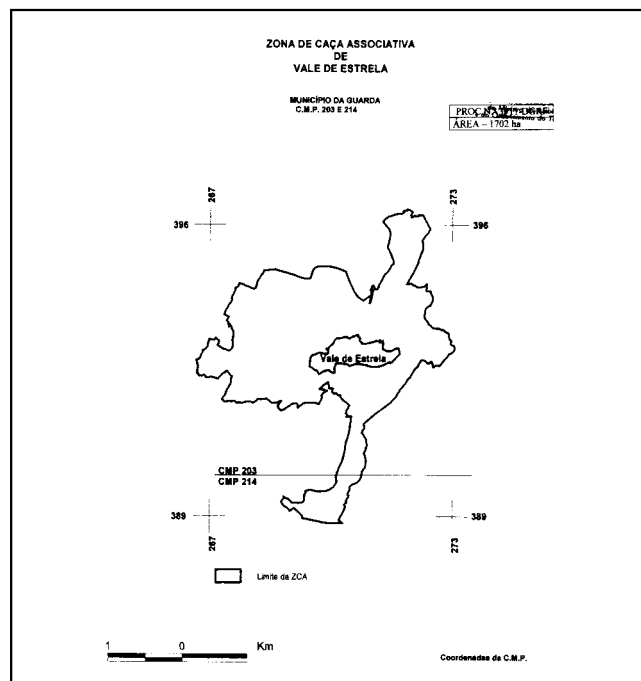 ZONA DE CAÇA ASSOCIATIVA
DE
VALE DE ESTRELA
MUNICÍPIO DA GUARDA
C.M.P. 203 E 214
PROC.
ÁREA – 1702 ha
267
273
396
396
Vale de Estrela
CMP 203
CMP 214
389
389
267
273
Limite da ZCA
1 0 Km
Coordenadas da C.M.P.